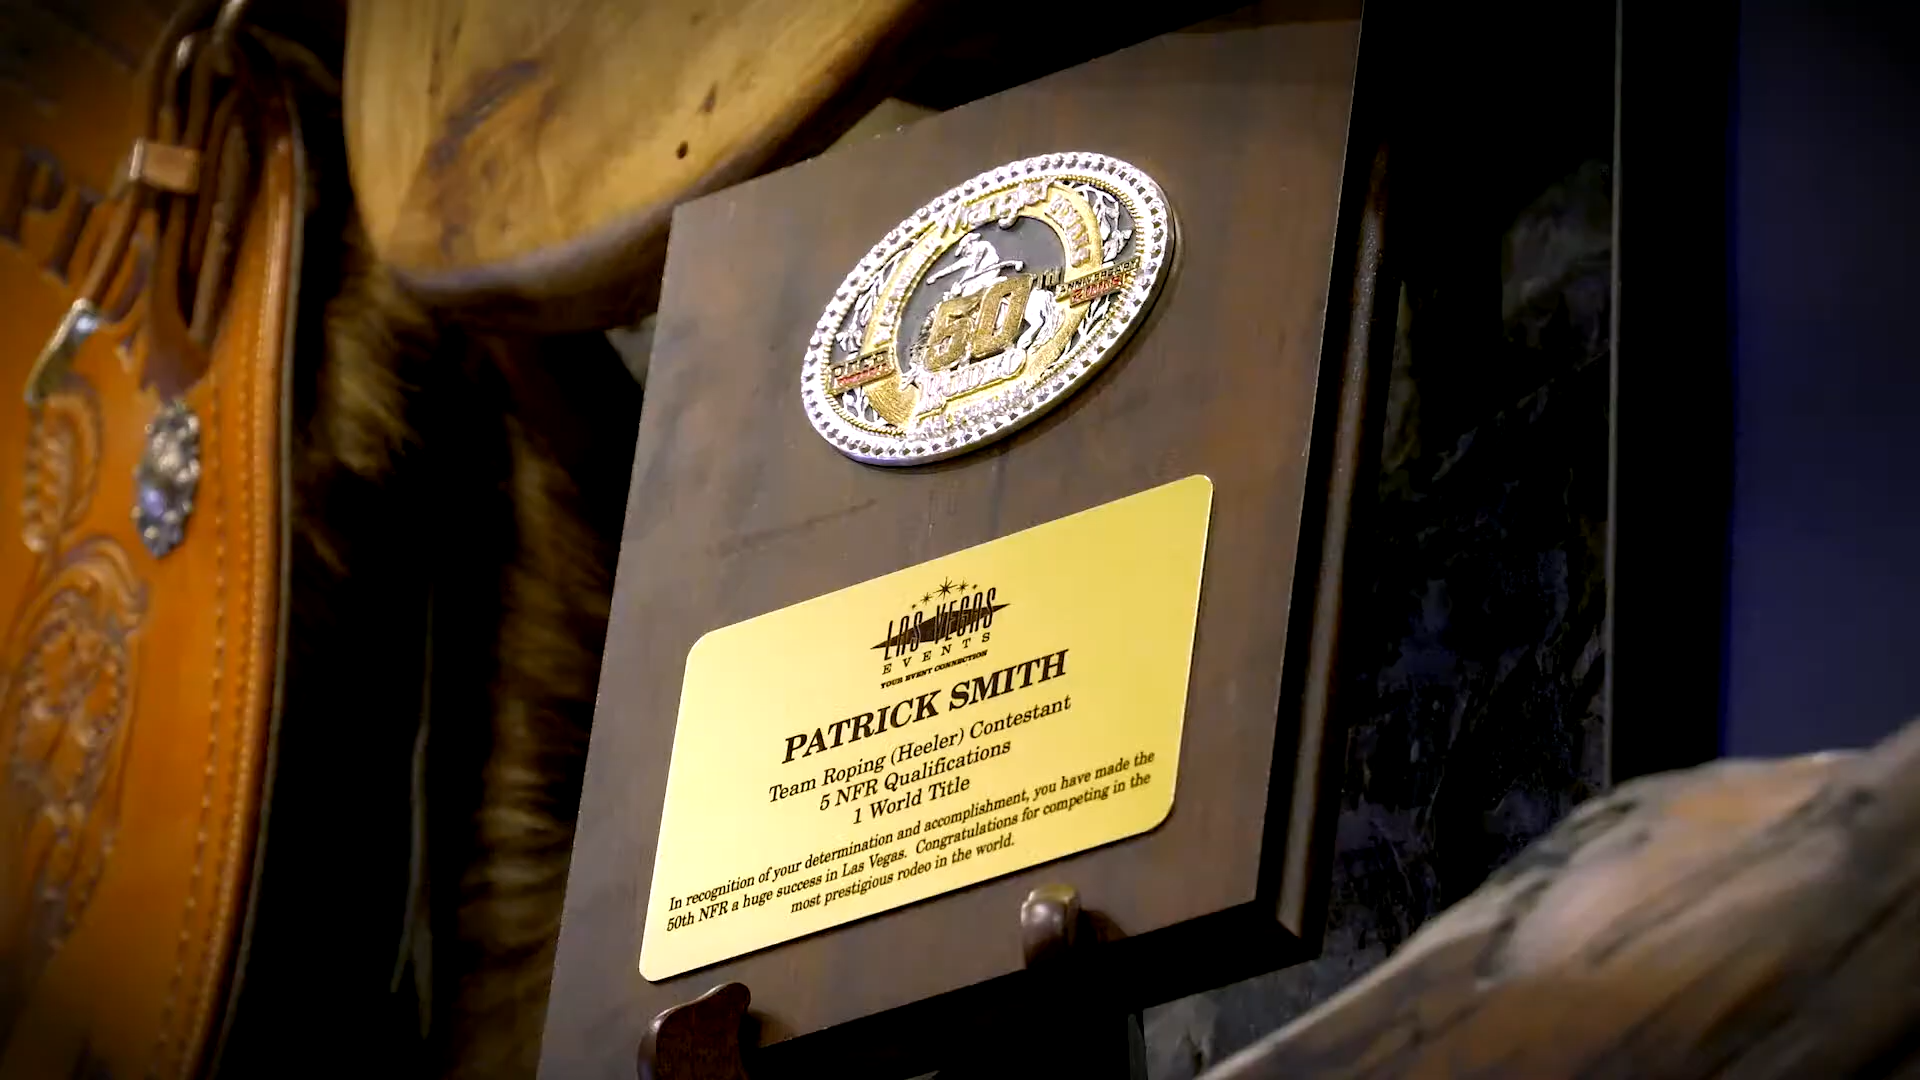 Wrangler
50TH
ANNIVERSARY
RODEO
LAS VEGAS
EVENTS
YOUR EVENT CONNECTION
PATRICK SMITH
Team Roping (Heeler) Contestant
5 NFR Qualifications
1 World Title
In recognition of your determination and accomplishment, you have made the
50th NFR a huge success in Las Vegas. Congratulations for competing in the
most prestigious rodeo in the world.